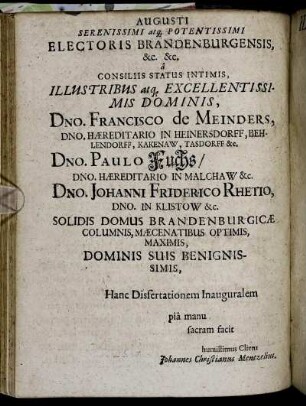 AUGUSTI
SERENISSIMI atq; POTENTISSIMI
ELECTORIS BRANDENBURGENSIS,
&c. &c.
â
CONSILIIS STATUS INTIMIS,
ILLUSTRIBUS atq; EXCELLENTISSI-
MIS DOMINIS,
DNO. FRANCISCO de MEINDERS,
DNO. HÆREDITARIO IN HEINERSDORFF, BEH-
LENDORFF, KAKENAW, TASDORFF &c.
DNO. PAULO Fuchs/
DNO. HÆREDITARIO IN MALCHAW &c.
DNO. JOHANNI FRIDERICO RHETIO,
DNO. IN KLISTOW &c.
SOLIDIS DOMUS BRANDENBURGICÆ
COLUMNIS, MÆCENATIBUS OPTIMIS,
MAXIMIS,
DOMINIS SUIS BENIGNIS-
SIMIS,
Hanc Dissertationem Inauguralem
piâ manu
sacram facit
humillimus Cliens
Johannes Christianus Mentzelius.